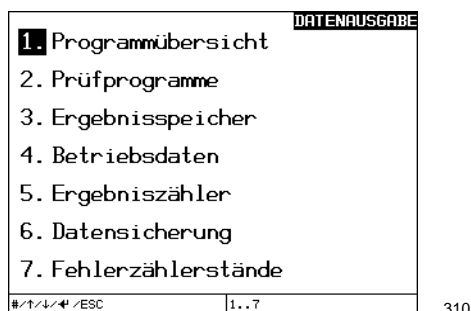 DATENAUSGABE
1. Programmübersicht
2. Prüfprogramme
3. Ergebnisspeicher
4. Betriebsdaten
5. Ergebniszähler
6. Datensicherung
7. Fehlerzählerstände
#/↑/↓/↵/ESC 1..7
310